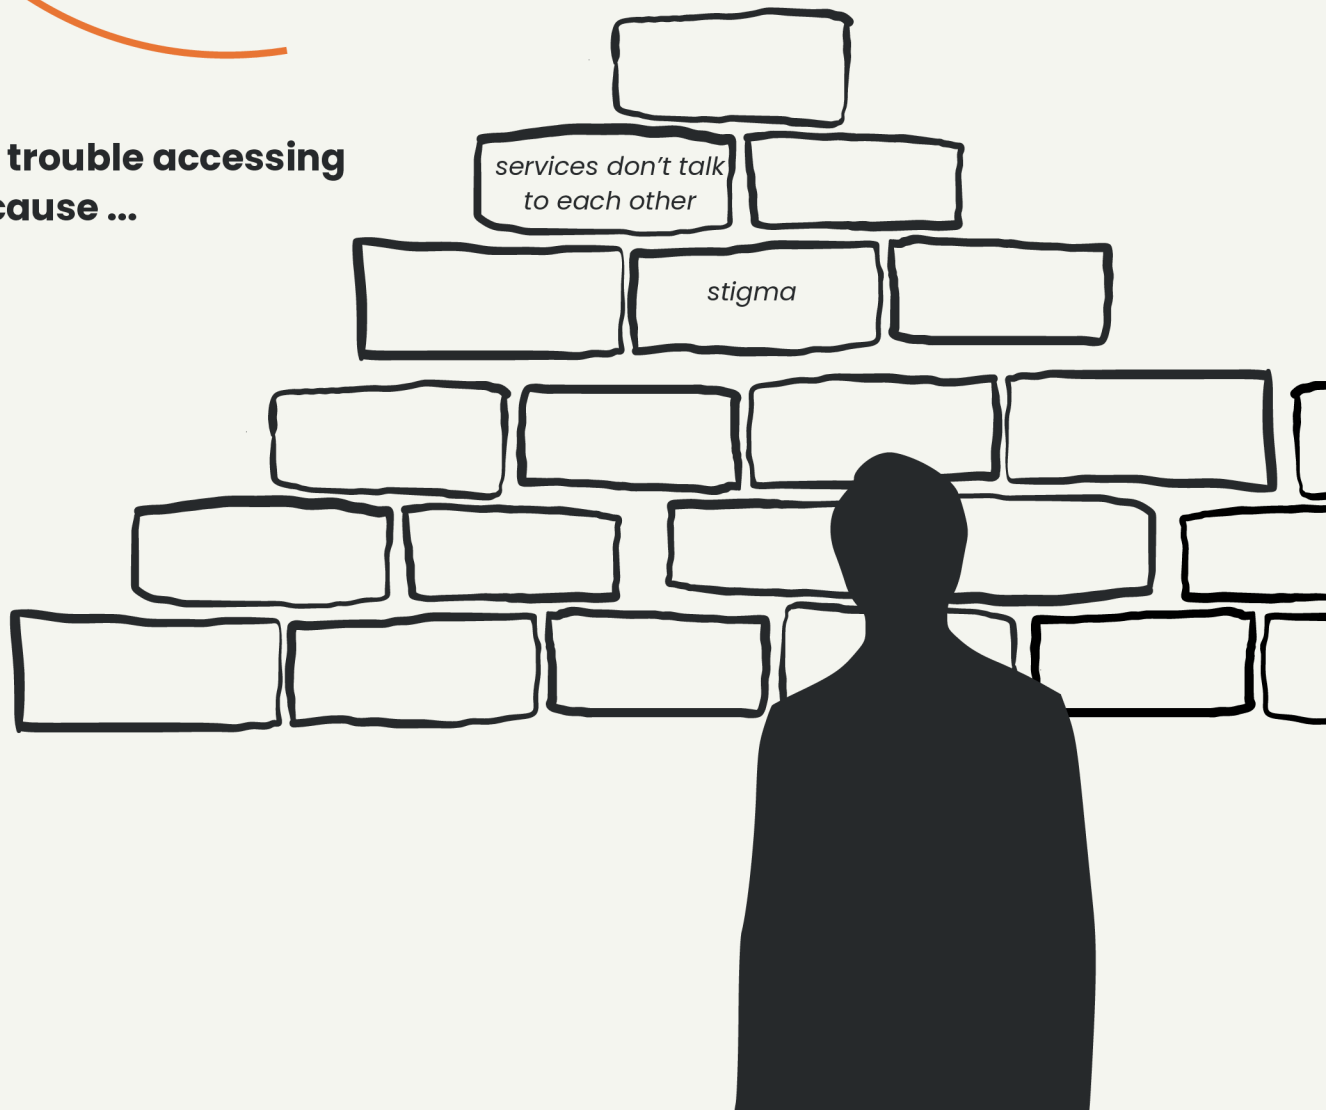 trouble accessing
cause ...
services don’t talk
to each other
stigma